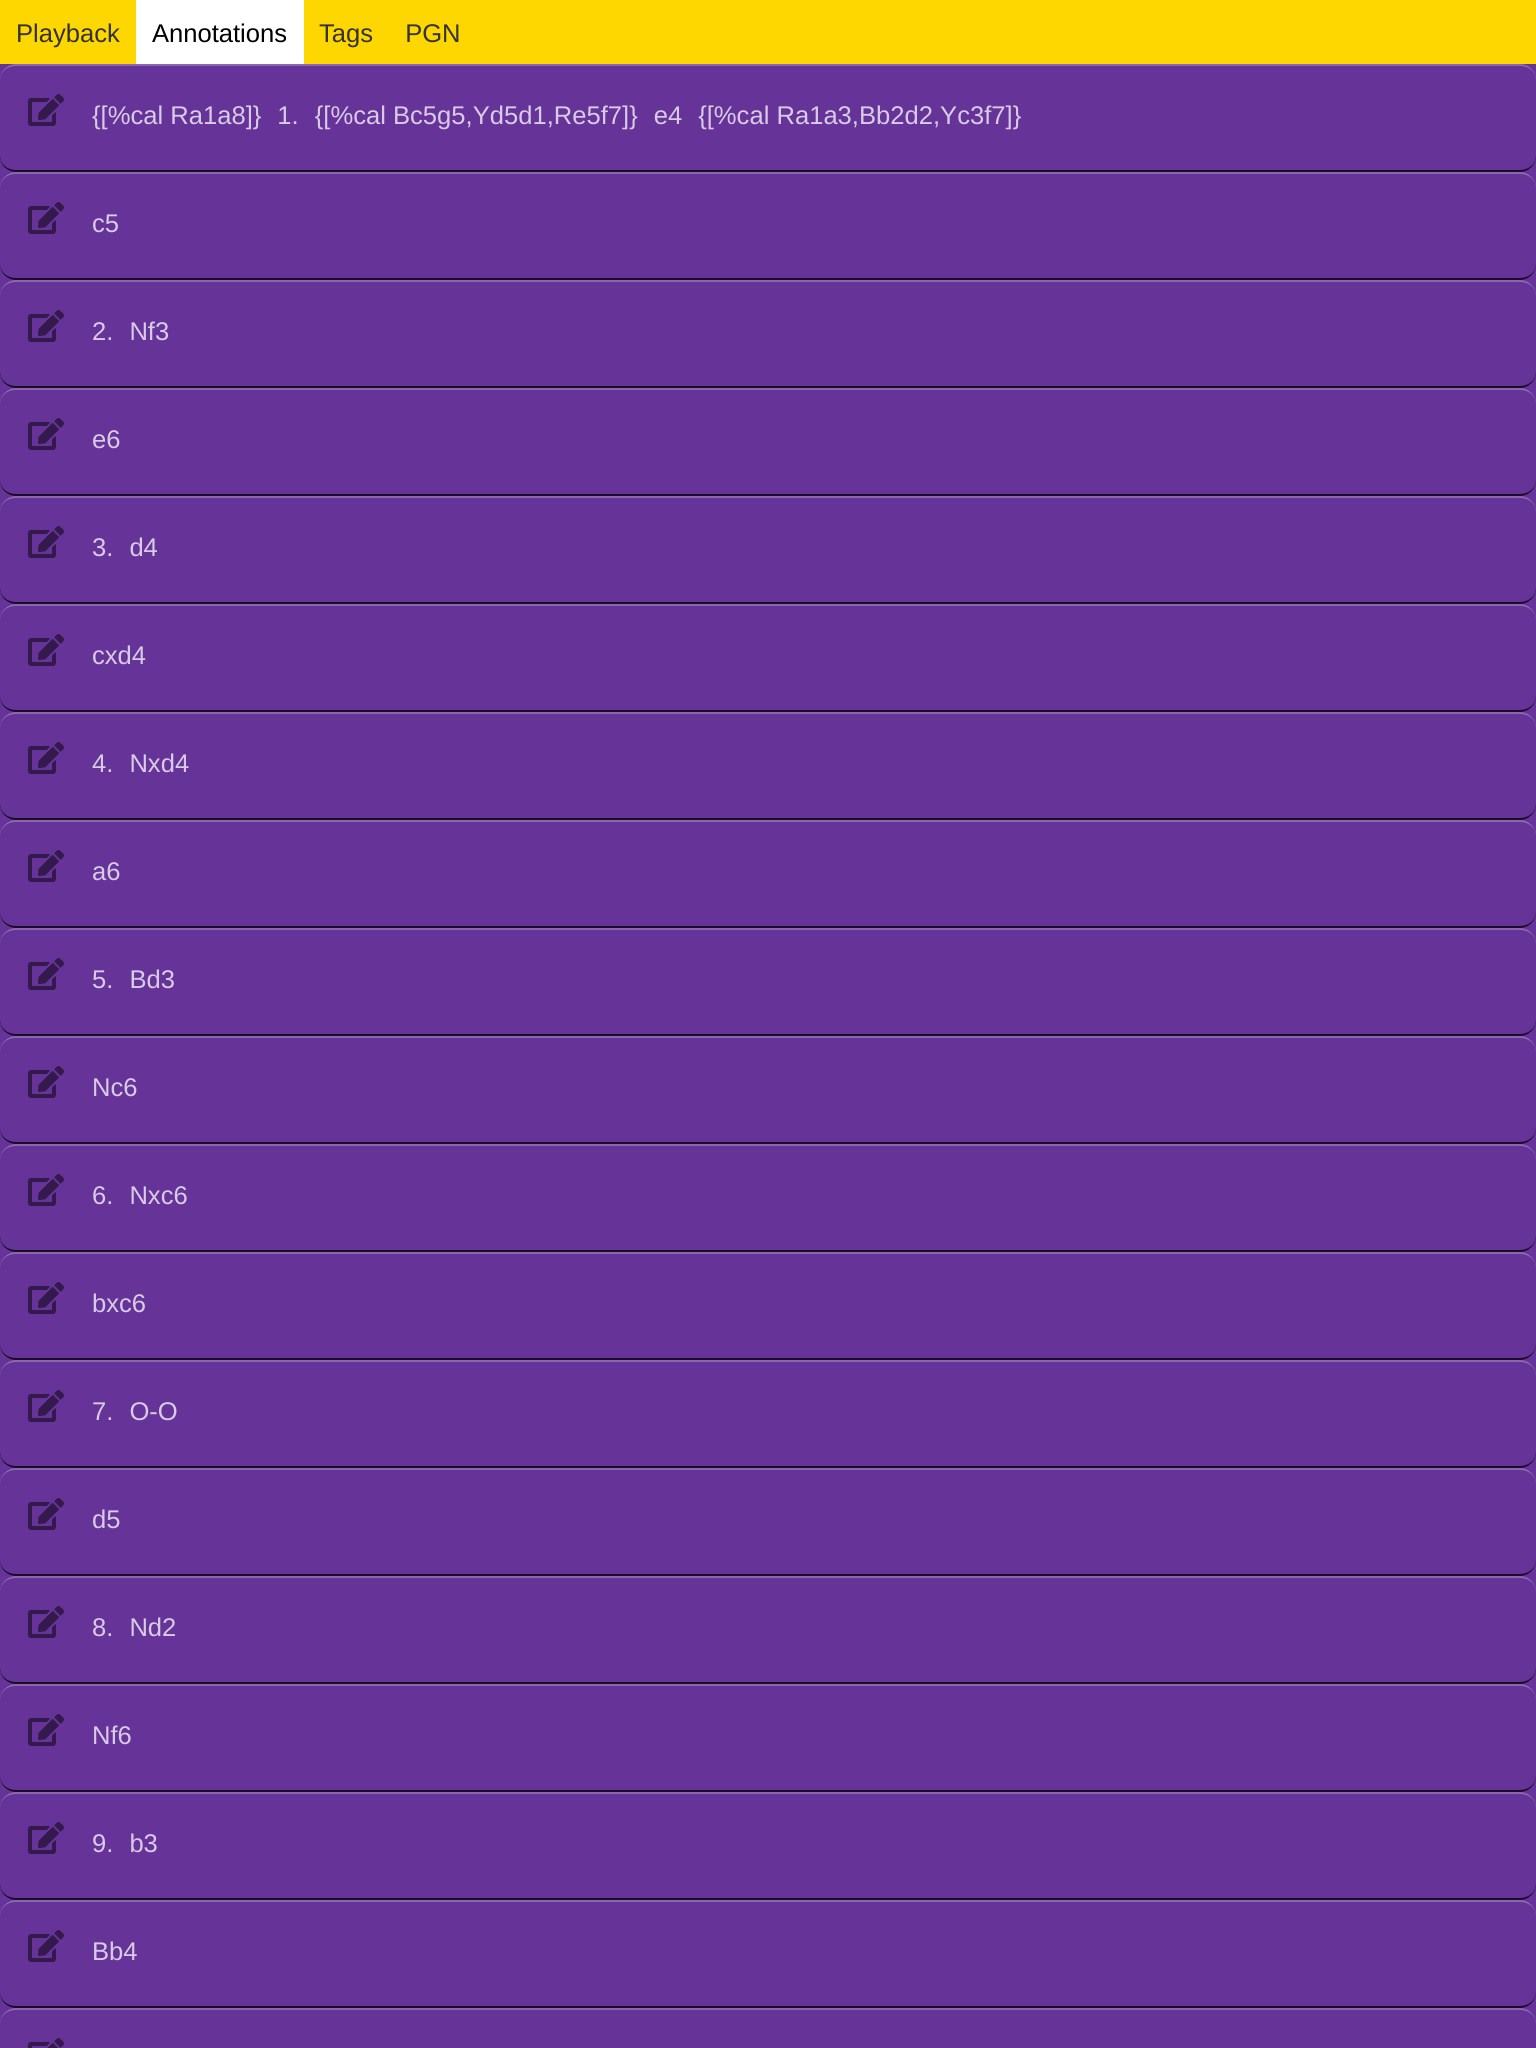 Playback Annotations Tags PGN
{[%cal Ra1a8]} 1. {[%cal Bc5g5,Yd5d1,Re5f7]} e4 {[%cal Ra1a3,Bb2d2,Yc3f7]}
c5
2. Nf3
e6
3. d4
cxd4
4. Nxd4
a6
5. Bd3
Nc6
6. Nxc6
bxc6
7. O-O
d5
8. Nd2
Nf6
9. b3
Bb4